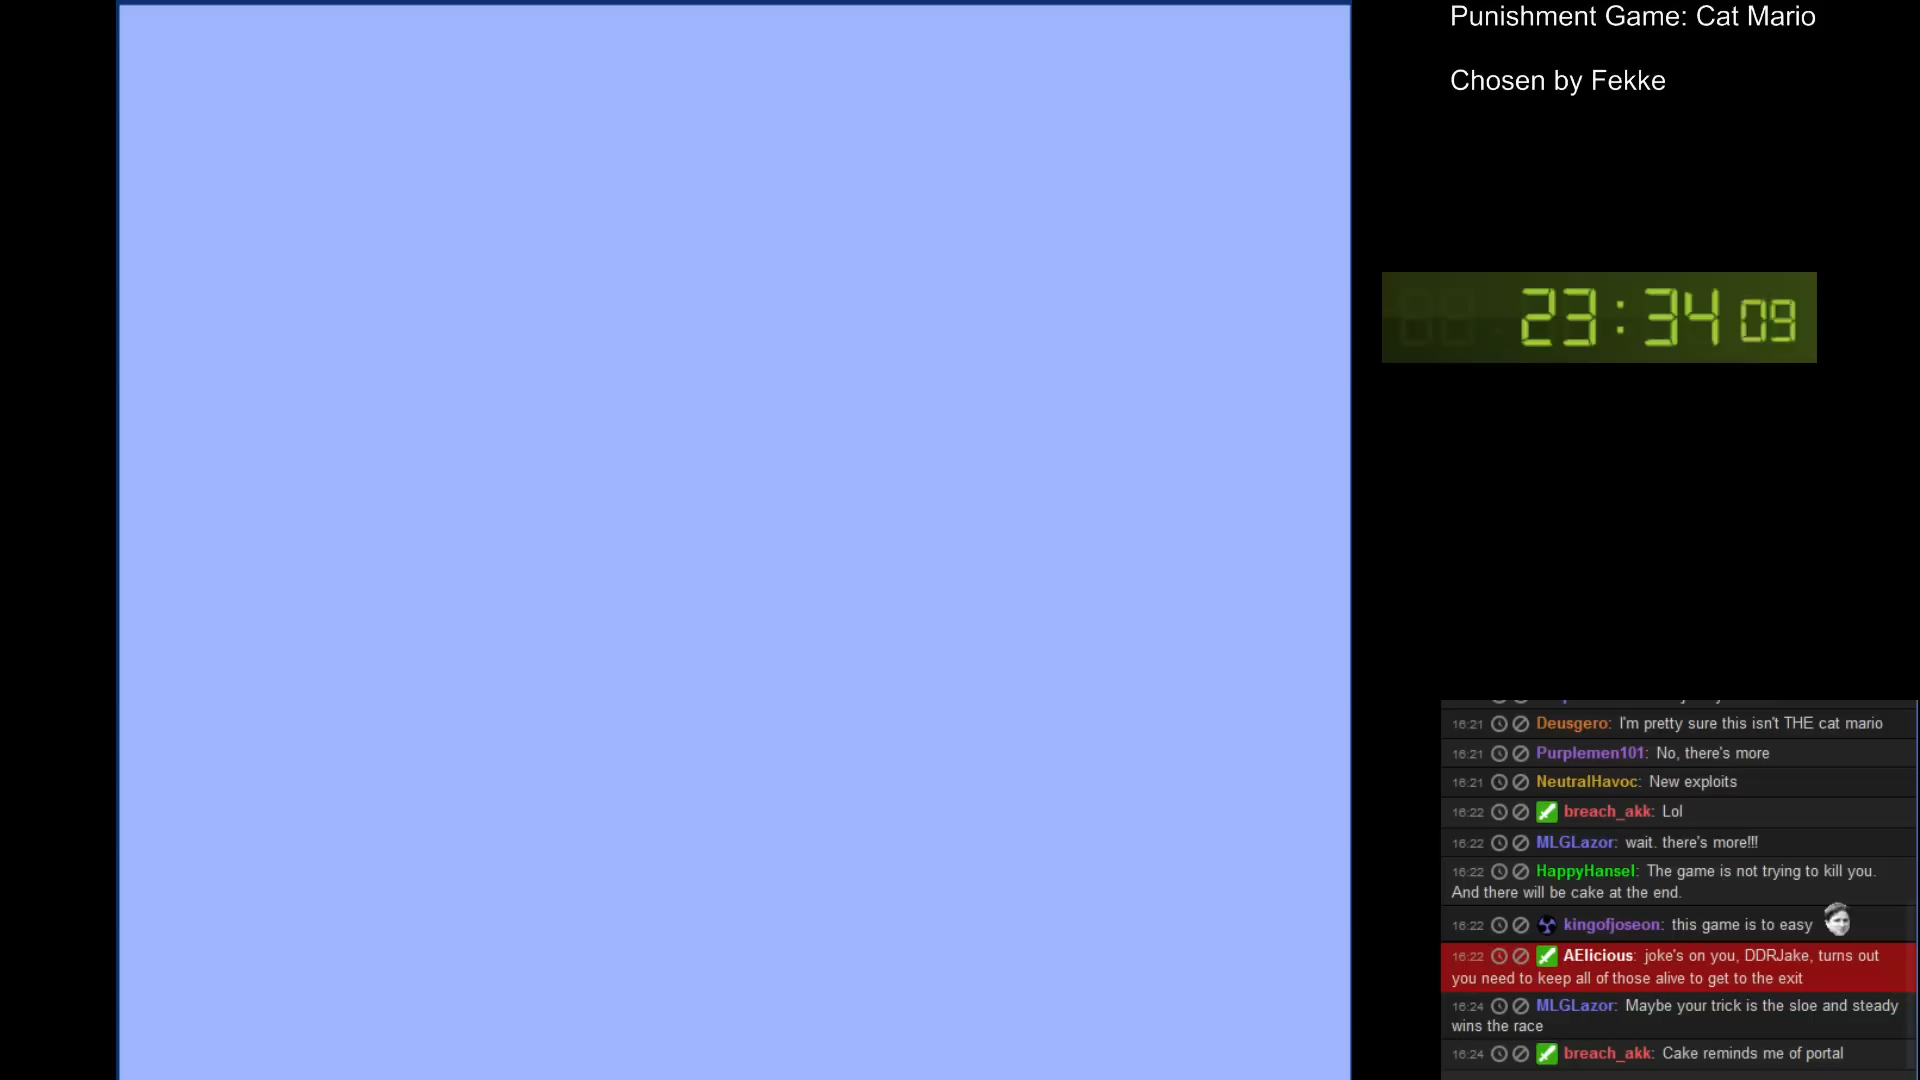 Punishment Game: Cat Mario
Chosen by Fekke
23:34 09
16:21 Deusgero: I'm pretty sure this isn't THE cat mario
16:21 Purplemen101: No, there's more
16:21 NeutralHavoc: New exploits
16:22 breach_akk: Lol
16:22 MLGLazor: wait. there's more!!!
16:22 HappyHansel: The game is not trying to kill you.
And there will be cake at the end.
16:22 kingofjoseon: this game is to easy
16:22 AElicious: joke's on you, DDRJake, turns out
you need to keep all of those alive to get to the exit
16:24 MLGLazor: Maybe your trick is the sloe and steady
wins the race
16:24 breach_akk: Cake reminds me of portal